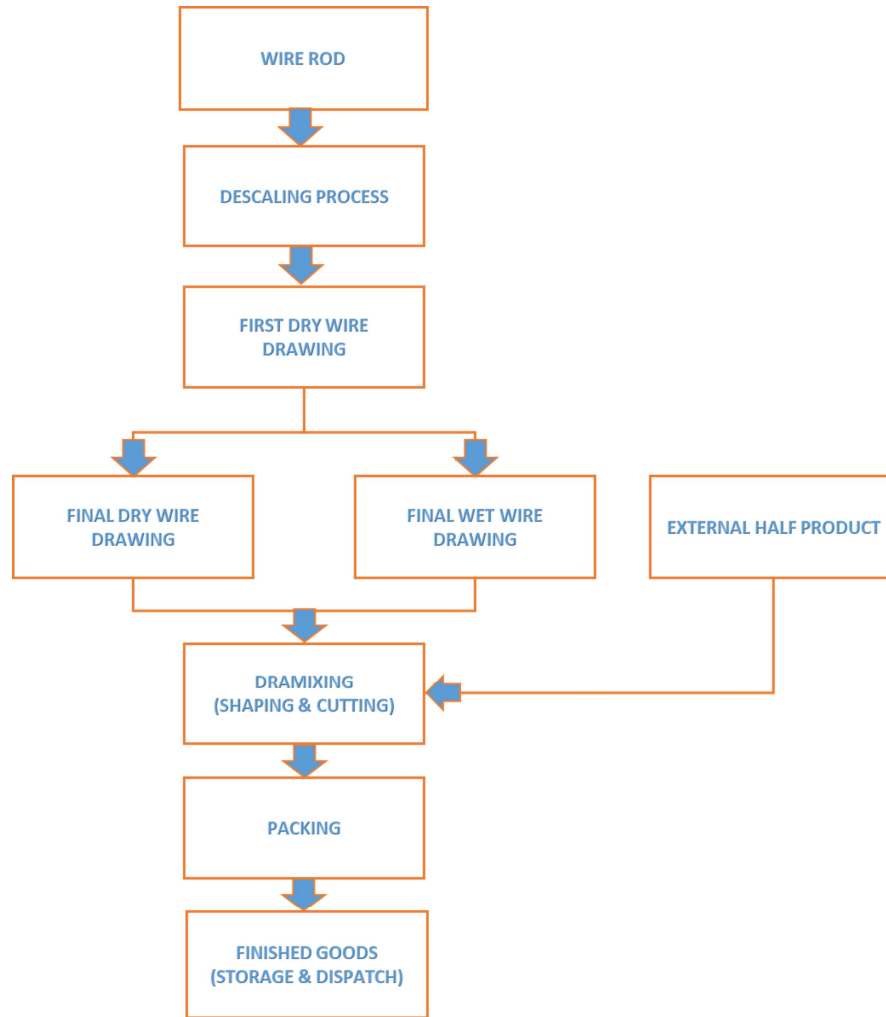 WIRE ROD
DESCALING PROCESS
FIRST DRY WIRE
DRAWING
FINAL DRY WIRE
DRAWING
FINAL WET WIRE
DRAWING
EXTERNAL HALF PRODUCT
DRAMIXING
(SHAPING & CUTTING)
PACKING
FINISHED GOODS
(STORAGE & DISPATCH)